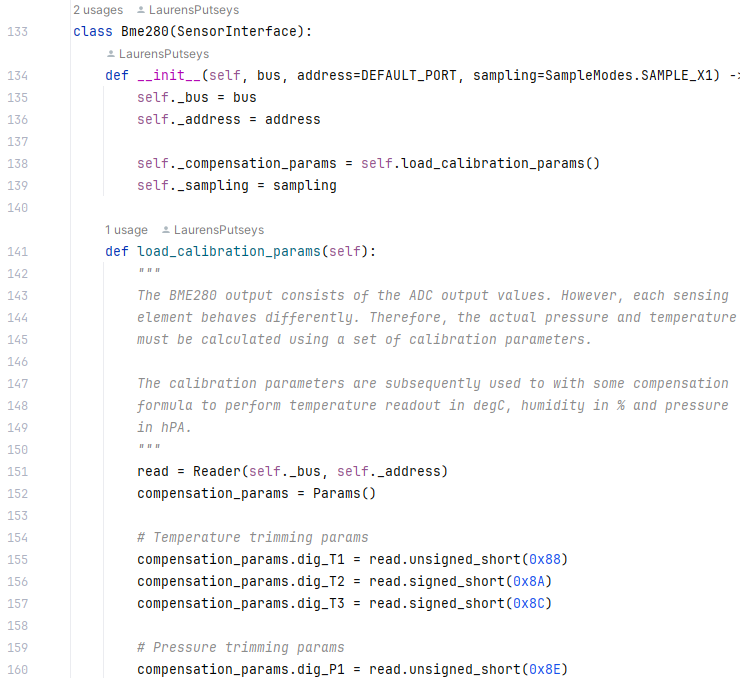 2 usages LaurensPutseys
133 class Bme280(SensorInterface):
LaurensPutseys
134 def __init__(self, bus, address=DEFAULT_PORT, sampling=SampleModes.SAMPLE_X1) ->
135 self._bus = bus
136 self._address = address
137
138 self._compensation_params = self.load_calibration_params()
139 self._sampling = sampling
140
1 usage LaurensPutseys
141 def load_calibration_params(self):
142 """
143 The BME280 output consists of the ADC output values. However, each sensing
144 element behaves differently. Therefore, the actual pressure and temperature
145 must be calculated using a set of calibration parameters.
146
147 The calibration parameters are subsequently used to with some compensation
148 formula to perform temperature readout in degC, humidity in % and pressure
149 in hPA.
150 """
151 read = Reader(self._bus, self._address)
152 compensation_params = Params()
153
154 # Temperature trimming params
155 compensation_params.dig_T1 = read.unsigned_short(0x88)
156 compensation_params.dig_T2 = read.signed_short(0x8A)
157 compensation_params.dig_T3 = read.signed_short(0x8C)
158
159 # Pressure trimming params
160 compensation_params.dig_P1 = read.unsigned_short(0x8E)